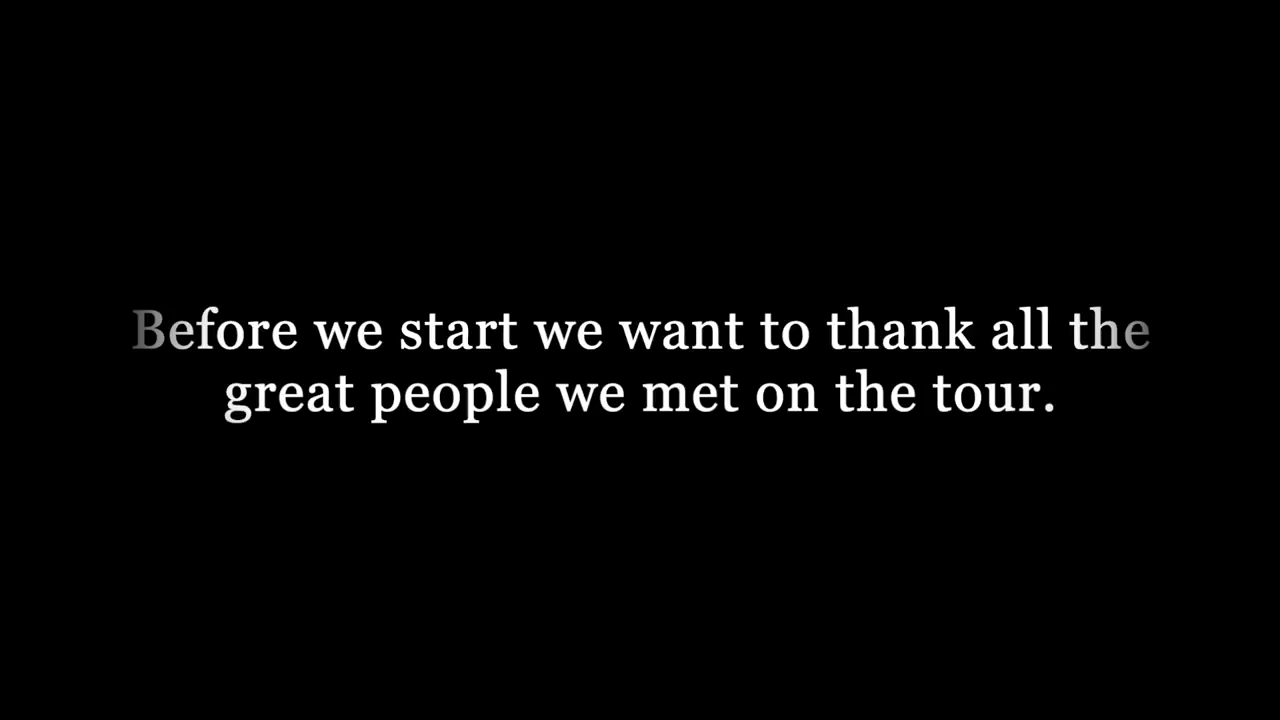 Before we start we want to thank all the
great people we met on the tour.